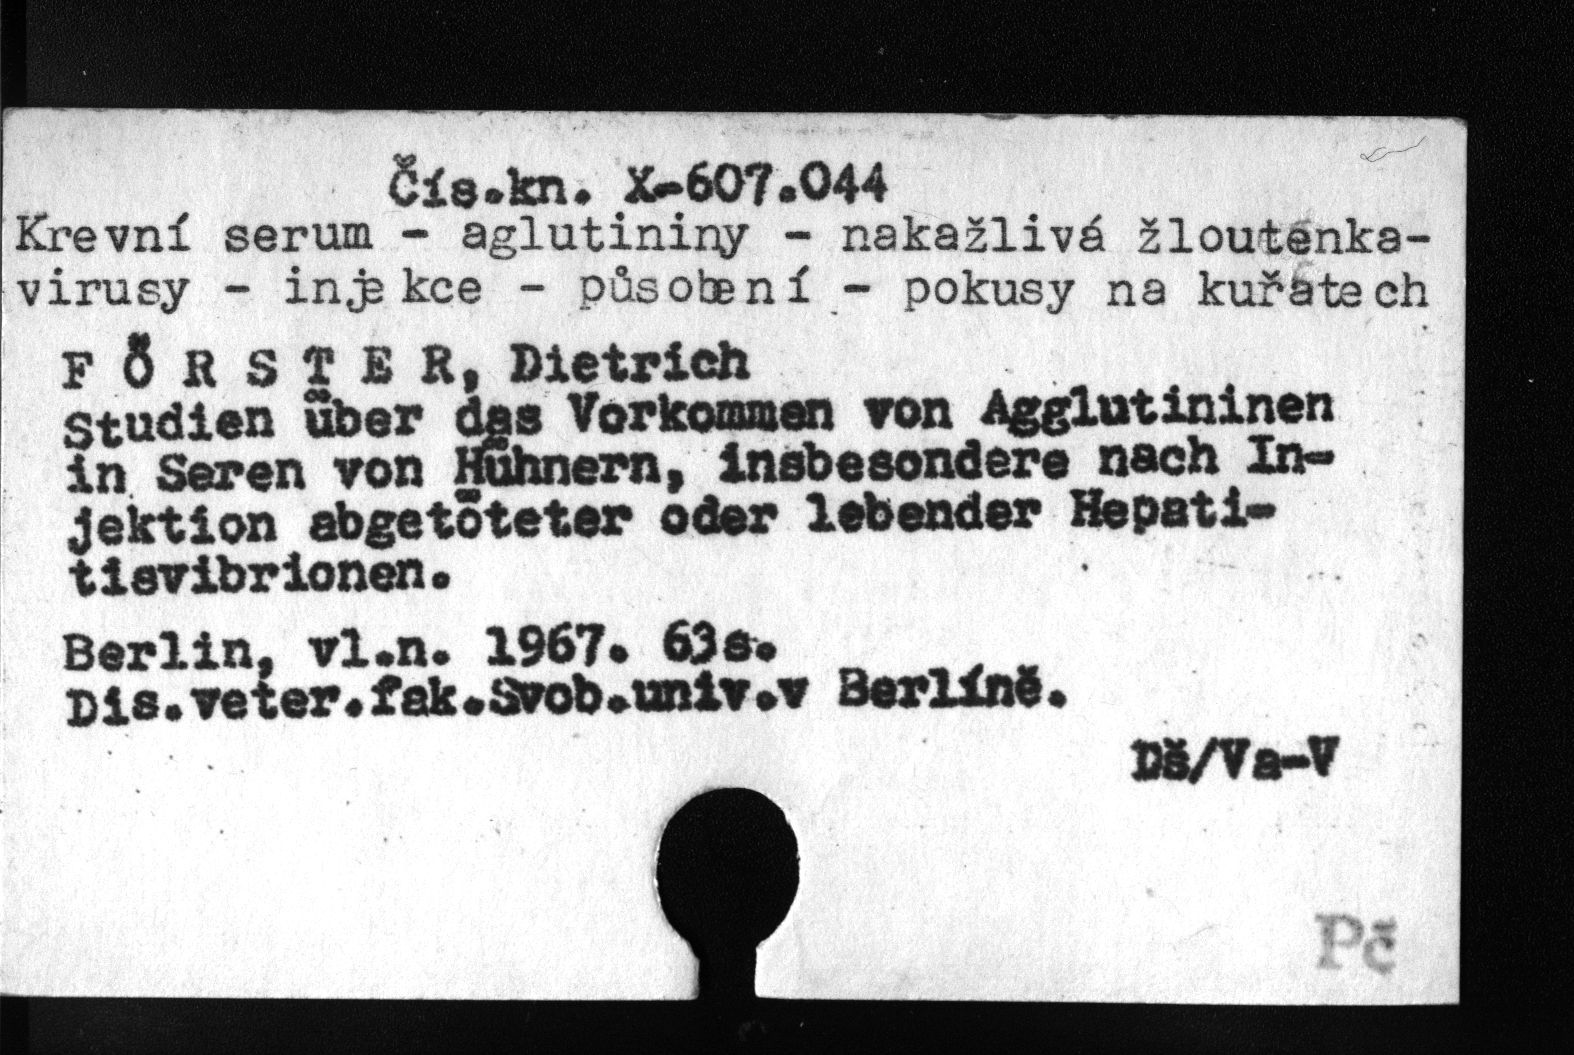 Čís.kn. X-607.044
Krevní serum - aglutininy - nakažlivá žloutenka-
virusy - injekce - působení - pokusy na kuřatech
F Ö R S T E R, Dietrich
Studien über das Vorkommen von Agglutininen
in Seren von Hühnern, insbesondere nach In-
jektion abgetöteter oder lebender Hepati-
tisvibrionen.
Berlin, vl.n. 1967. 63s.
Dis.veter.fak.Svob.univ.v Berlíně.
Dš/Va-V
Pč